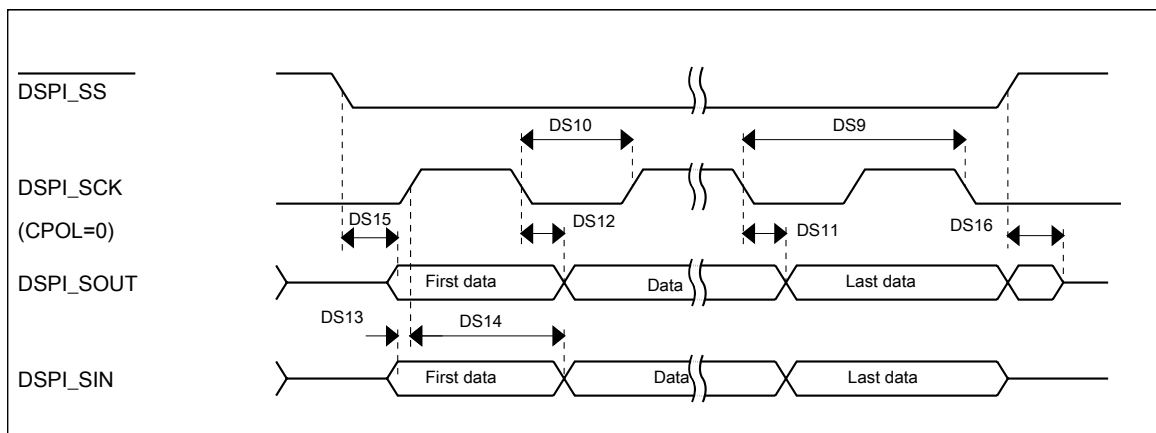 DSPI_SS
DS10
DS9
DSPI_SCK
(CPOL=0)
DS15
DS12
DS11
DS16
DSPI_SOUT
First data
Data
Last data
DS13
DS14
DSPI_SIN
First data
Data
Last data